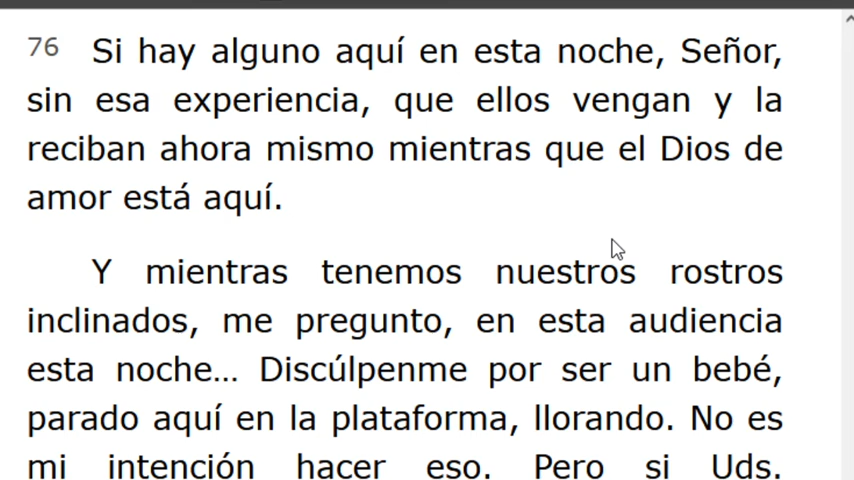 76 Si hay alguno aquí en esta noche, Señor,
sin esa experiencia, que ellos vengan y la
reciban ahora mismo mientras que el Dios de
amor está aquí.
Y mientras tenemos nuestros rostros
inclinados, me pregunto, en esta audiencia
esta noche... Discúlpenme por ser un bebé,
parado aquí en la plataforma, llorando. No es
mi intención hacer eso. Pero si Uds.